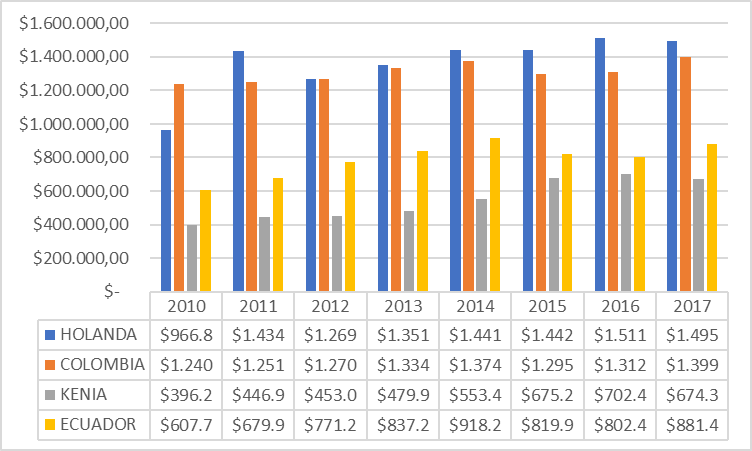 $1.600.000,00
$1.400.000,00
$1.200.000,00
$1.000.000,00
$800.000,00
$600.000,00
$400.000,00
$200.000,00
$-
2010 2011 2012 2013 2014 2015 2016 2017
HOLANDA $966.8 $1.434 $1.269 $1.351 $1.441 $1.442 $1.511 $1.495
COLOMBIA $1.240 $1.251 $1.270 $1.334 $1.374 $1.295 $1.312 $1.399
KENIA $396.2 $446.9 $453.0 $479.9 $553.4 $675.2 $702.4 $674.3
ECUADOR $607.7 $679.9 $771.2 $837.2 $918.2 $819.9 $802.4 $881.4